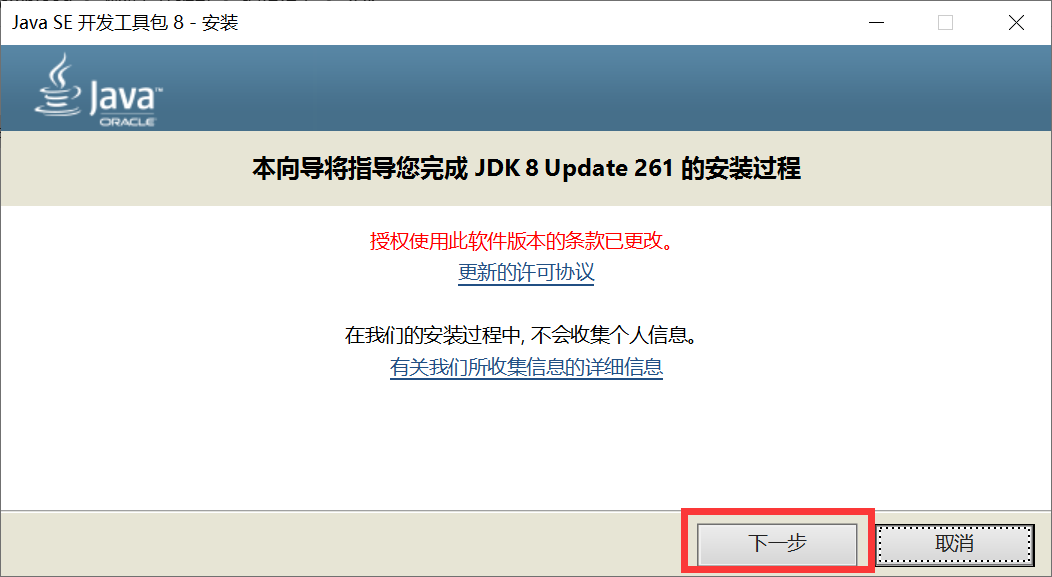 Java SE 开发工具包 8 - 安装
Java™
ORACLE
本向导将指导您完成 JDK 8 Update 261 的安装过程
授权使用此软件版本的条款已更改。
更新的许可协议
在我们的安装过程中, 不会收集个人信息。
有关我们所收集信息的详细信息
下一步
取消